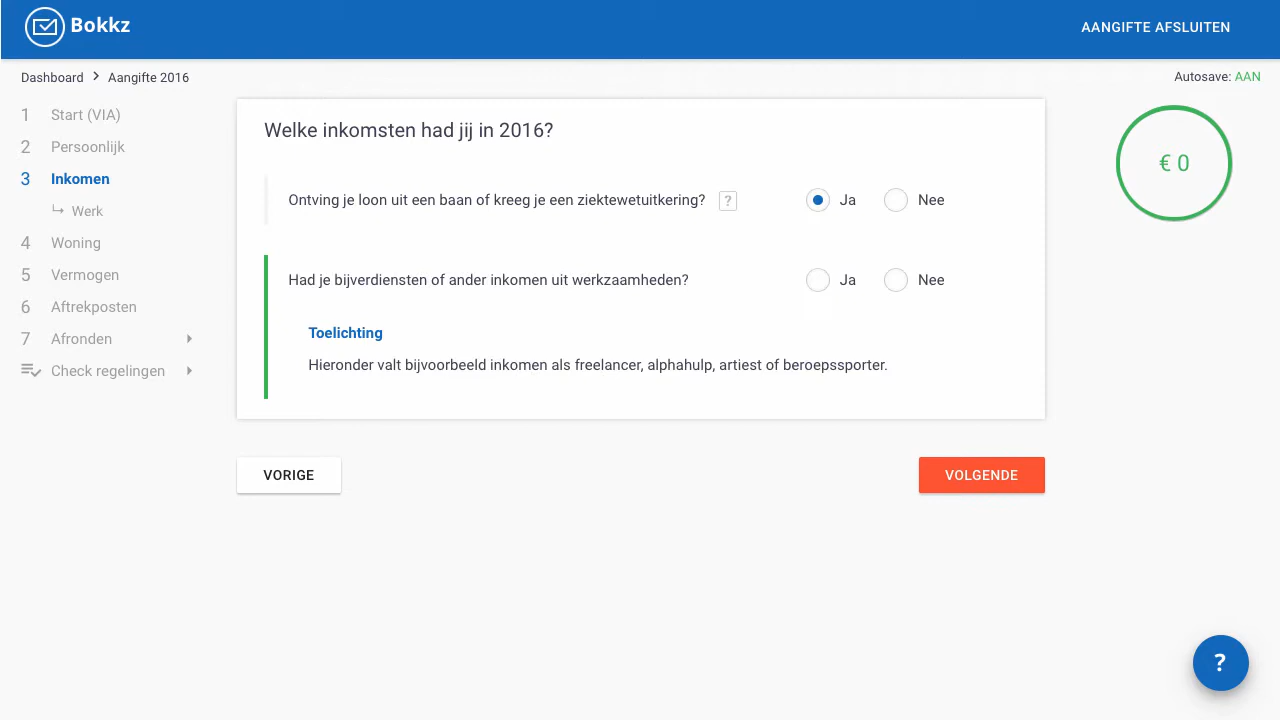 Bokkz
AANGIFTE AFSLUITEN
Dashboard > Aangifte 2016
Autosave: AAN
1 Start (VIA)
2 Persoonlijk
3 Inkomen
Werk
4 Woning
5 Vermogen
6 Aftrekposten
7 Afronden
Check regelingen
Welke inkomsten had jij in 2016?
Ontving je loon uit een baan of kreeg je een ziektewetuitkering? ? Ja Nee
Had je bijverdiensten of ander inkomen uit werkzaamheden? Ja Nee
Toelichting
Hieronder valt bijvoorbeeld inkomen als freelancer, alphahulp, artiest of beroepssporter.
VORIGE
VOLGENDE
€ 0
?